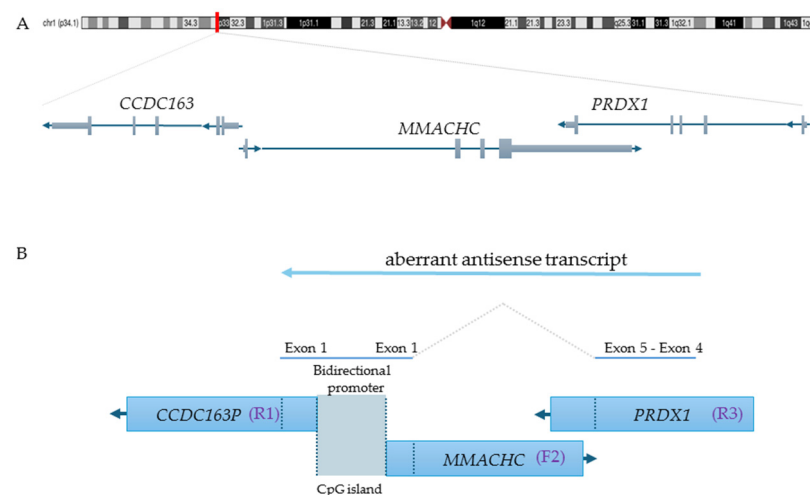 A
chr1 (p34.1)
34.3
p33
32.3
1p31.3
1p31.1
21.3
21.1
13.3
13.2
12
1q12
21.1
21.3
23.3
q25.3
31.1
31.3
1q32.1
1q41
1q43
CCDC163
PRDX1
MMACHC
B
aberrant antisense transcript
Exon 1
Exon 1
Exon 5 - Exon 4
Bidirectional
promoter
CCDC163P (R1)
PRDX1 (R3)
MMACHC (F2)
CpG island